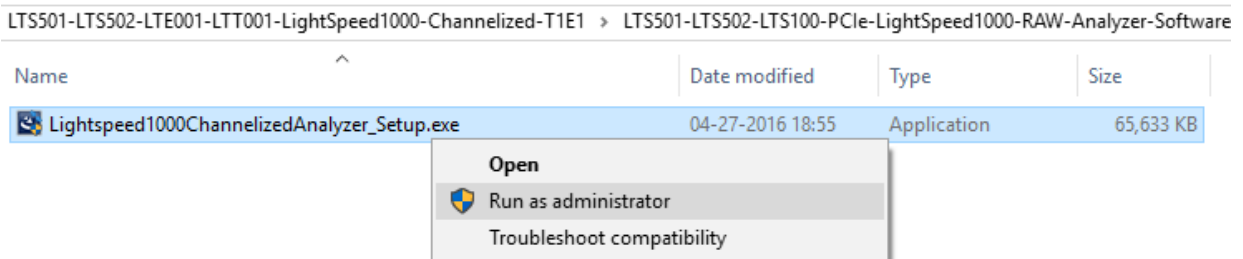 LTS501-LTS502-LTE001-LTT001-LightSpeed1000-Channelized-T1E1 > LTS501-LTS502-LTS100-PCIe-LightSpeed1000-RAW-Analyzer-Software
Name Date modified Type Size
Lightspeed1000ChannelizedAnalyzer_Setup.exe 04-27-2016 18:55 Application 65,633 KB
Open
Run as administrator
Troubleshoot compatibility